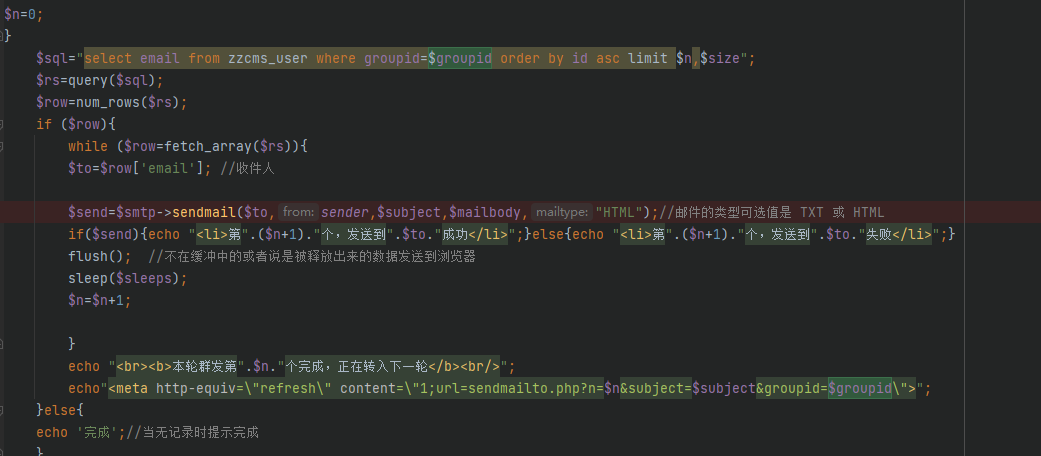 $n=0;
}
$sql="select email from zzcms_user where groupid=$groupid order by id asc limit $n,$size";
$rs=query($sql);
$row=num_rows($rs);
if ($row){
while ($row=fetch_array($rs)){
$to=$row['email']; //收件人
$send=$smtp->sendmail($to, from: sender,$subject,$mailbody, mailtype: "HTML");//邮件的类型可选值是 TXT 或 HTML
if($send){echo "<li>第".($n+1)."个，发送到".$to."成功</li>";}else{echo "<li>第".($n+1)."个，发送到".$to."失败</li>";}
flush(); //不在缓冲中的或者说是被释放出来的数据发送到浏览器
sleep($sleeps);
$n=$n+1;
}
echo "<br><b>本轮群发第".$n."个完成，正在转入下一轮</b><br/>";
echo"<meta http-equiv=\"refresh\" content=\"1;url=sendmailto.php?n=$n&subject=$subject&groupid=$groupid\">";
}else{
echo '完成';//当无记录时提示完成
}